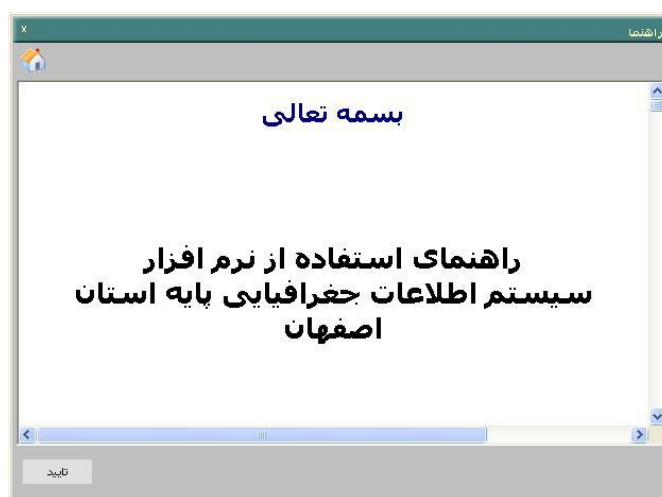 راهنما
x
بسمه تعالی
راهنمای استفاده از نرم افزار
سیستم اطلاعات جغرافیایی پایه استان
اصفهان
تایید